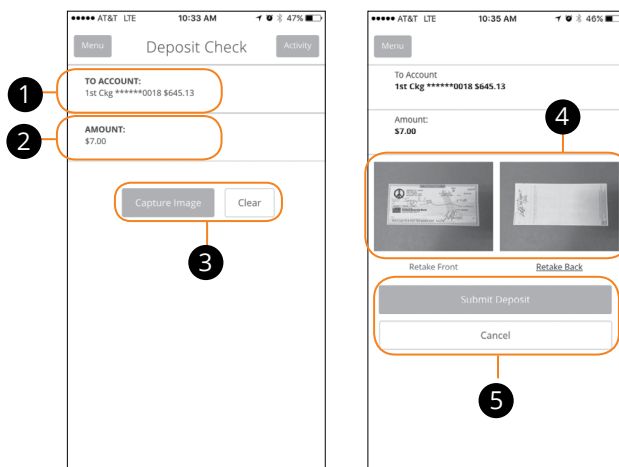 AT&T LTE 10:33 AM 47%
Menu Deposit Check Activity
TO ACCOUNT:
1st Ckg ******0018 $645.13
AMOUNT:
$7.00
Capture Image Clear
1
2
3
AT&T LTE 10:35 AM 46%
Menu
To Account
1st Ckg ******0018 $645.13
Amount:
$7.00
4
Retake Front Retake Back
Submit Deposit
Cancel
5